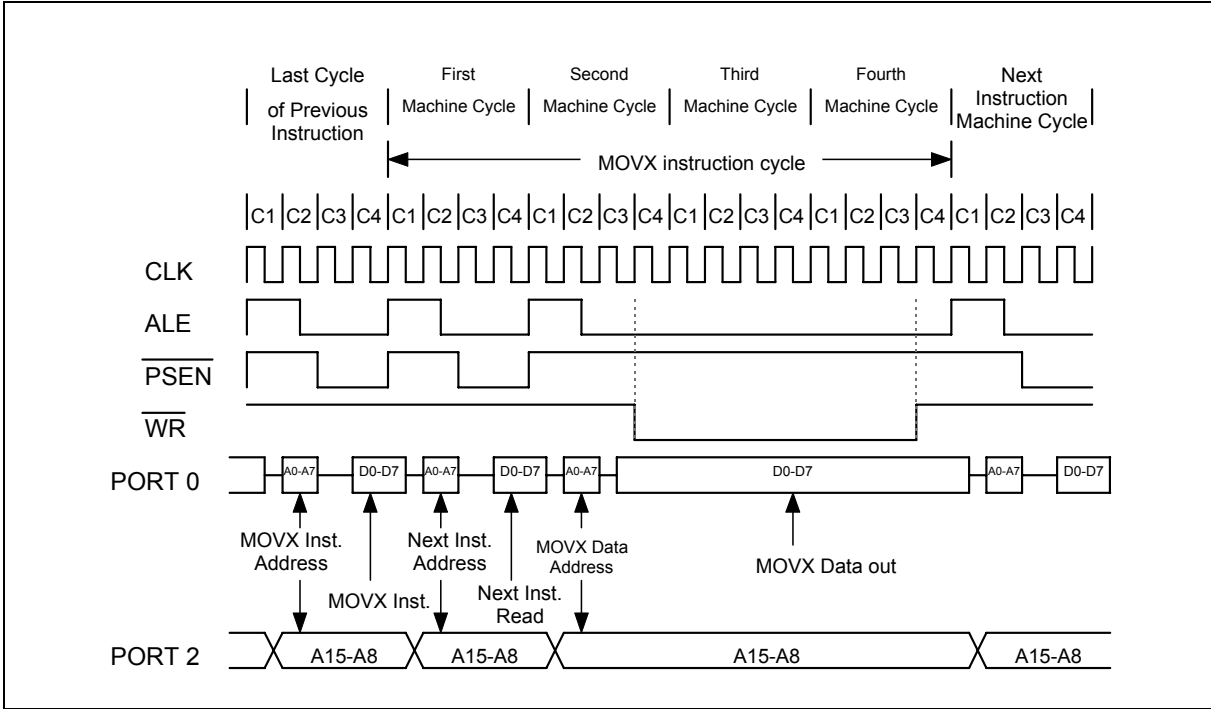 Last Cycle First Second Third Fourth Next
of Previous Machine Cycle Machine Cycle Machine Cycle Machine Cycle Instruction
Instruction Machine Cycle
MOVX instruction cycle
C1 C2 C3 C4 C1 C2 C3 C4 C1 C2 C3 C4 C1 C2 C3 C4 C1 C2 C3 C4 C1 C2 C3 C4
CLK
ALE
PSEN
WR
PORT 0 A0-A7 D0-D7 A0-A7 D0-D7 A0-A7 D0-D7 A0-A7 D0-D7
MOVX Inst. Next Inst. MOVX Data MOVX Data out
Address Address Address
MOVX Inst. Next Inst.
Read
PORT 2 A15-A8 A15-A8 A15-A8 A15-A8